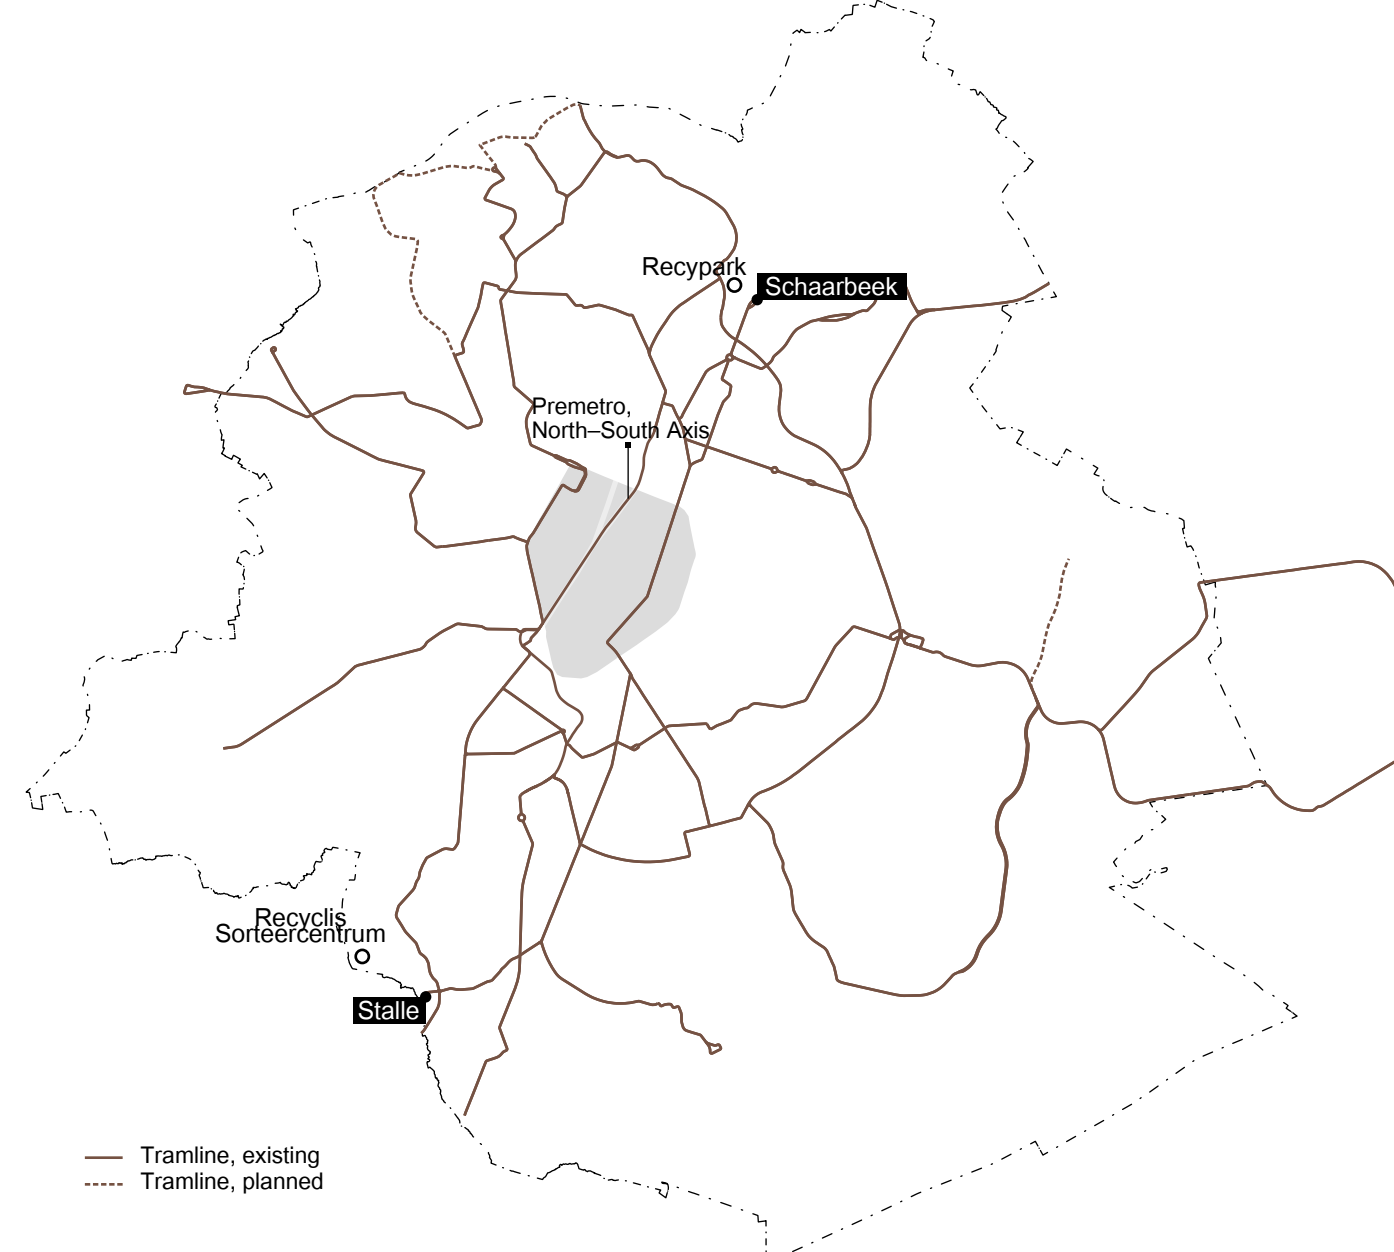 Recypark
Schaarbeek
Premetro,
North–South Axis
Recyclis
Sorteercentrum
Stalle
Tramline, existing
Tramline, planned